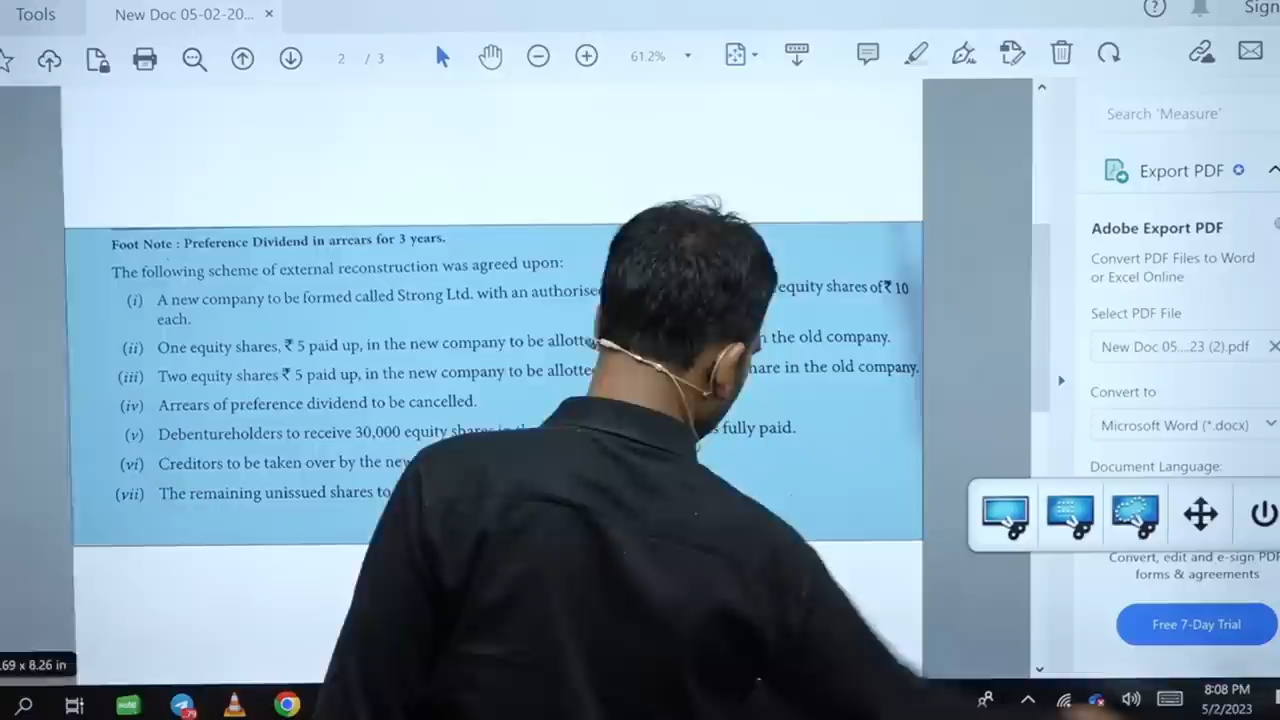 Tools
New Doc 05-02-20... ×
Sign
2 / 3
61.2%
Search 'Measure'
Export PDF
Adobe Export PDF
Convert PDF Files to Word
or Excel Online
Select PDF File
New Doc 05...23 (2).pdf
Convert to
Microsoft Word (*.docx)
Document Language:
Convert, edit and e-sign PDF
forms & agreements
Free 7-Day Trial
Foot Note : Preference Dividend in arrears for 3 years.
The following scheme of external reconstruction was agreed upon:
(i) A new company to be formed called Strong Ltd. with an equity shares of ₹ 10
each.
(ii) One equity shares, ₹ 5 paid up, in the new company to be the old company.
(iii) Two equity shares ₹ 5 paid up, in the new company to be in the old company.
(iv) Arrears of preference dividend to be cancelled.
(v) Debentureholders to receive 30,000 equity fully paid.
(vi) Creditors to be taken over by the
(vii) The remaining unissued shares to
.69 x 8.26 in
79
8:08 PM
5/2/2023